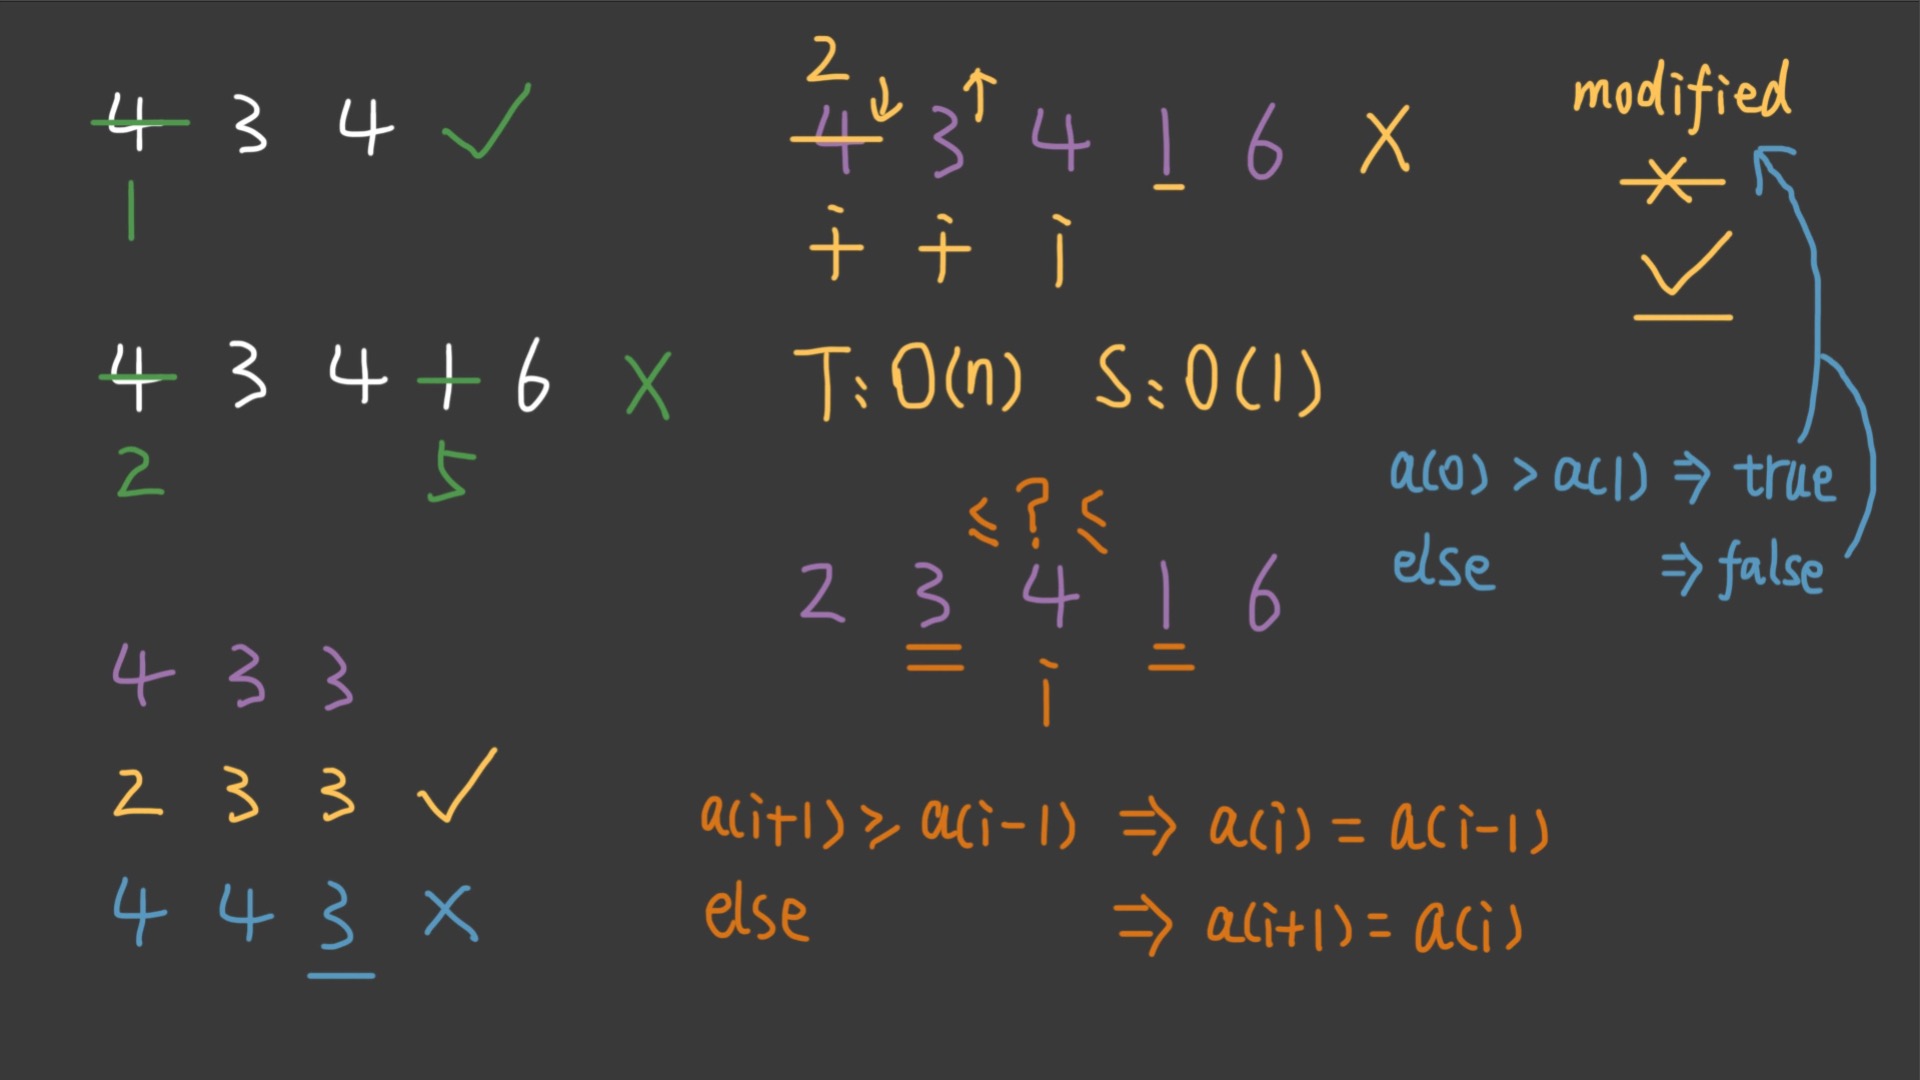 4 3 4 ✓
1
4 3 4 1 6 X
2 5
4 3 3
2 3 3 ✓
4 4 3 X
2
4 ↓ 3 ↑ 4 1 6 X
i i i
T: O(n) S: O(1)
≤ ? ≤
2 3 4 1 6
i
a(i+1) ≥ a(i-1) ⇒ a(i) = a(i-1)
else ⇒ a(i+1) = a(i)
modified
X
✓
a(0) > a(1) ⇒ true
else ⇒ false